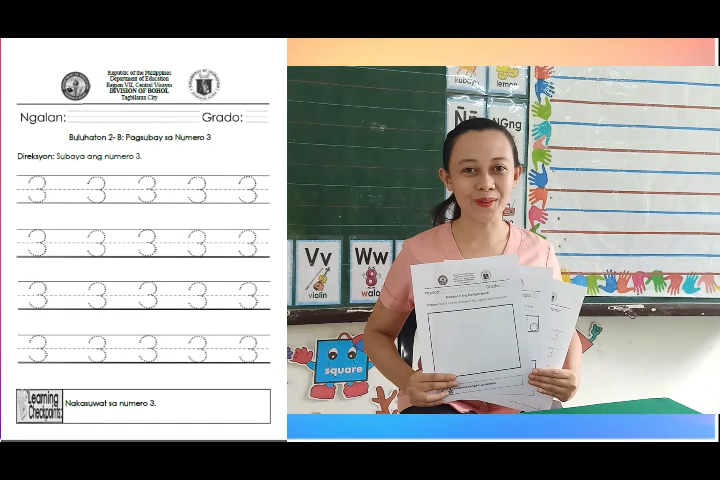 Republic of the Philippines
Department of Education
Region VII, Central Visayas
DIVISION OF BOHOL
Tagbilaran City
Ngalan: Grado:
Buluhaton 2- B: Pagsubay sa Numero 3
Direksyon: Subaya ang numero 3.
3 3 3 3 3
3 3 3 3 3
3 3 3 3 3
3 3 3 3 3
Learning
Checkpoints
Nakasuwat sa numero 3.
lemon
Ññ
NGng
Vv
violin
Ww
square
Ngalan: Grado: